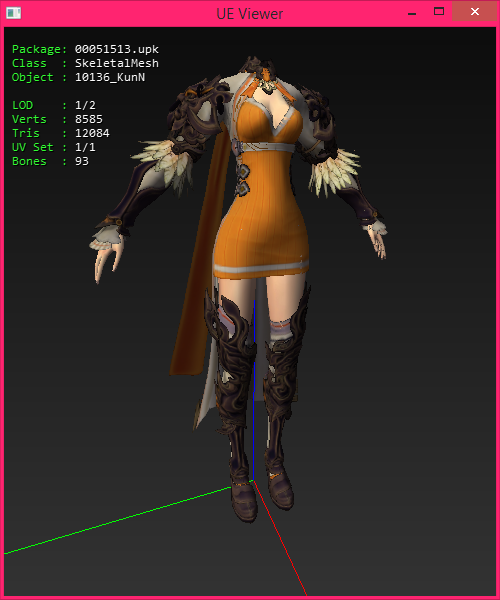 UE Viewer
Package: 00051513.upk
Class  : SkeletalMesh
Object : 10136_KunN
LOD    : 1/2
Verts  : 8585
Tris   : 12084
UV Set : 1/1
Bones  : 93